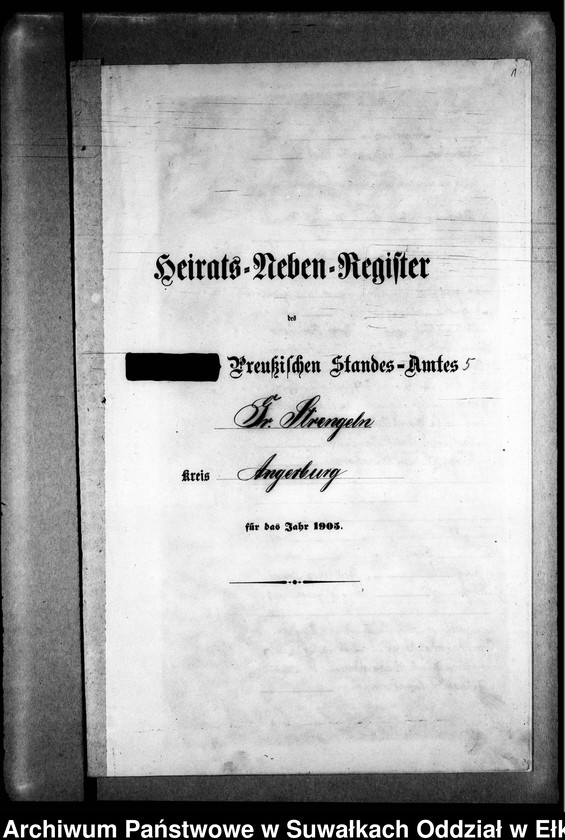 1
Heirats-Neben-Register
des
Preußischen Standes-Amtes 5
Gr. Strengeln
Kreis Angerburg
für das Jahr 1905.
Archiwum Państwowe w Suwałkach Oddział w Ełk